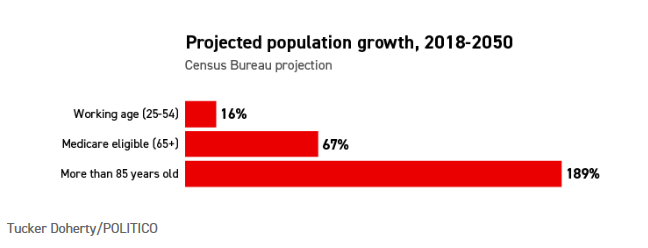 Projected population growth, 2018-2050
Census Bureau projection
Working age (25-54) 16%
Medicare eligible (65+) 67%
More than 85 years old 189%
Tucker Doherty/POLITICO